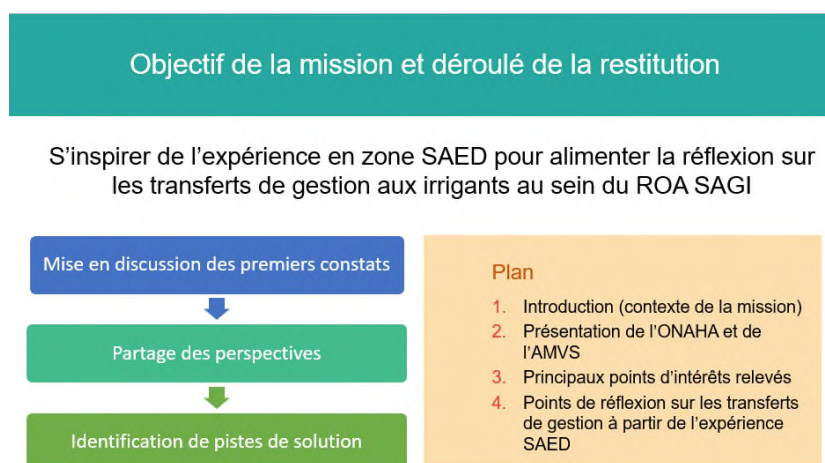 Objectif de la mission et déroulé de la restitution
S'inspirer de l'expérience en zone SAED pour alimenter la réflexion sur
les transferts de gestion aux irrigants au sein du ROA SAGI
Mise en discussion des premiers constats
Partage des perspectives
Identification de pistes de solution
Plan
1. Introduction (contexte de la mission)
2. Présentation de l'ONAHA et de
l'AMVS
3. Principaux points d'intérêts relevés
4. Points de réflexion sur les transferts
de gestion à partir de l'expérience
SAED